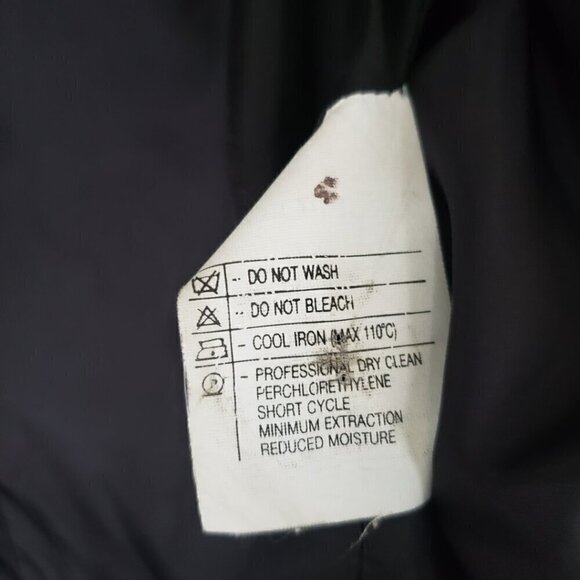 - DO NOT WASH
- DO NOT BLEACH
- COOL IRON (MAX 110°C)
- PROFESSIONAL DRY CLEAN
PERCHLORETHYLENE
SHORT CYCLE
MINIMUM EXTRACTION
REDUCED MOISTURE